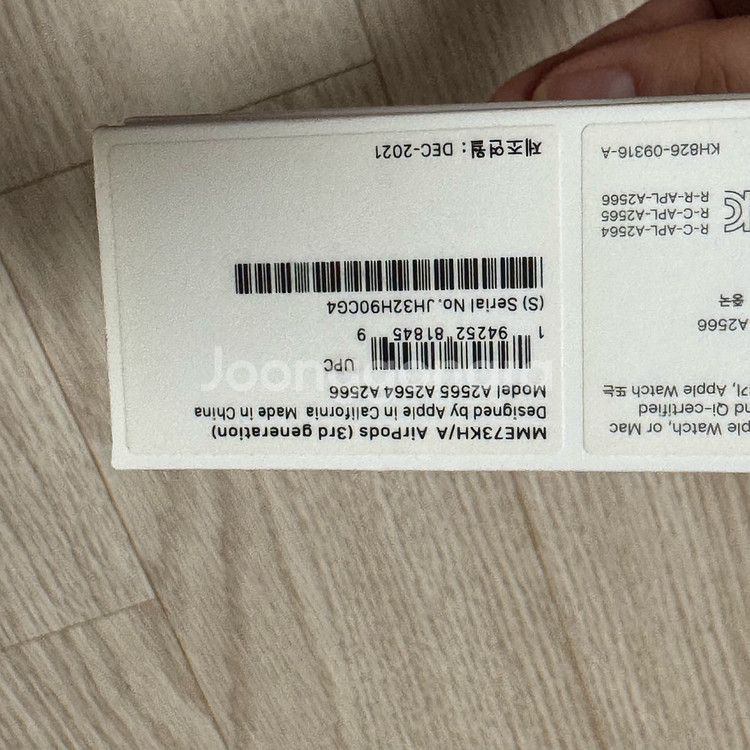 MME73KH/A AirPods (3rd generation)
Designed by Apple in California Made in China
Model A2565 A2564 A2566
UPC
1 94252 81845 9
(S) Serial No. JH32H90CG4
제조연월 : DEC-2021
ple Watch, or Mac
nd Qi-certified
기, Apple Watch 또는
A2566
중국
R-C-APL-A2564
R-C-APL-A2565
R-R-APL-A2566
KH826-09316-A